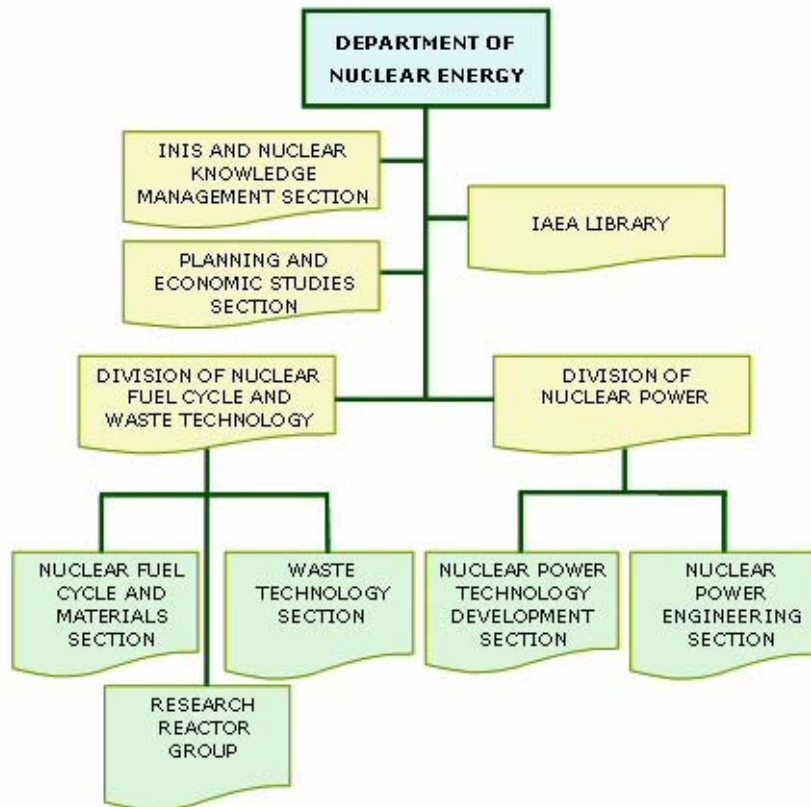 DEPARTMENT OF
NUCLEAR ENERGY
INIS AND NUCLEAR
KNOWLEDGE
MANAGEMENT SECTION
IAEA LIBRARY
PLANNING AND
ECONOMIC STUDIES
SECTION
DIVISION OF NUCLEAR
FUEL CYCLE AND
WASTE TECHNOLOGY
DIVISION OF
NUCLEAR POWER
NUCLEAR FUEL
CYCLE AND
MATERIALS
SECTION
WASTE
TECHNOLOGY
SECTION
NUCLEAR POWER
TECHNOLOGY
DEVELOPMENT
SECTION
NUCLEAR
POWER
ENGINEERING
SECTION
RESEARCH
REACTOR
GROUP